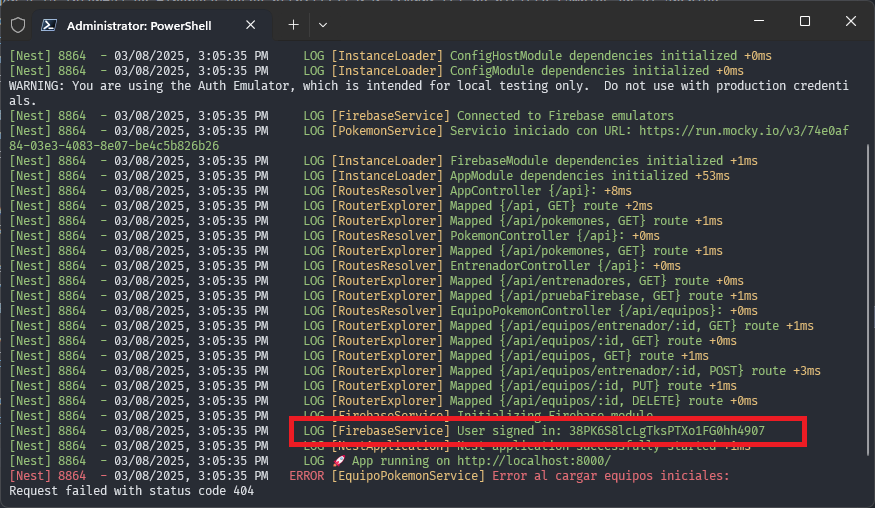 Administrator: PowerShell
[Nest] 8864 - 03/08/2025, 3:05:35 PM LOG [InstanceLoader] ConfigHostModule dependencies initialized +0ms
[Nest] 8864 - 03/08/2025, 3:05:35 PM LOG [InstanceLoader] ConfigModule dependencies initialized +0ms
WARNING: You are using the Auth Emulator, which is intended for local testing only. Do not use with production credenti
als.
[Nest] 8864 - 03/08/2025, 3:05:35 PM LOG [FirebaseService] Connected to Firebase emulators
[Nest] 8864 - 03/08/2025, 3:05:35 PM LOG [PokemonService] Servicio iniciado con URL: https://run.mocky.io/v3/74e0af
84-03e3-4083-8e07-be4c5b826b26
[Nest] 8864 - 03/08/2025, 3:05:35 PM LOG [InstanceLoader] FirebaseModule dependencies initialized +1ms
[Nest] 8864 - 03/08/2025, 3:05:35 PM LOG [InstanceLoader] AppModule dependencies initialized +53ms
[Nest] 8864 - 03/08/2025, 3:05:35 PM LOG [RoutesResolver] AppController {/api}: +8ms
[Nest] 8864 - 03/08/2025, 3:05:35 PM LOG [RouterExplorer] Mapped {/api, GET} route +2ms
[Nest] 8864 - 03/08/2025, 3:05:35 PM LOG [RouterExplorer] Mapped {/api/pokemones, GET} route +1ms
[Nest] 8864 - 03/08/2025, 3:05:35 PM LOG [RoutesResolver] PokemonController {/api}: +0ms
[Nest] 8864 - 03/08/2025, 3:05:35 PM LOG [RouterExplorer] Mapped {/api/pokemones, GET} route +1ms
[Nest] 8864 - 03/08/2025, 3:05:35 PM LOG [RoutesResolver] EntrenadorController {/api}: +0ms
[Nest] 8864 - 03/08/2025, 3:05:35 PM LOG [RouterExplorer] Mapped {/api/entrenadores, GET} route +0ms
[Nest] 8864 - 03/08/2025, 3:05:35 PM LOG [RouterExplorer] Mapped {/api/pruebaFirebase, GET} route +1ms
[Nest] 8864 - 03/08/2025, 3:05:35 PM LOG [RoutesResolver] EquipoPokemonController {/api/equipos}: +0ms
[Nest] 8864 - 03/08/2025, 3:05:35 PM LOG [RouterExplorer] Mapped {/api/equipos/entrenador/:id, GET} route +1ms
[Nest] 8864 - 03/08/2025, 3:05:35 PM LOG [RouterExplorer] Mapped {/api/equipos/:id, GET} route +0ms
[Nest] 8864 - 03/08/2025, 3:05:35 PM LOG [RouterExplorer] Mapped {/api/equipos, GET} route +1ms
[Nest] 8864 - 03/08/2025, 3:05:35 PM LOG [RouterExplorer] Mapped {/api/equipos/entrenador/:id, POST} route +3ms
[Nest] 8864 - 03/08/2025, 3:05:35 PM LOG [RouterExplorer] Mapped {/api/equipos/:id, PUT} route +1ms
[Nest] 8864 - 03/08/2025, 3:05:35 PM LOG [RouterExplorer] Mapped {/api/equipos/:id, DELETE} route +0ms
[Nest] 8864 - 03/08/2025, 3:05:35 PM LOG [FirebaseService] Initializing Firebase module
[Nest] 8864 - 03/08/2025, 3:05:35 PM LOG [FirebaseService] User signed in: 38PK6S8lcLgTksPTXo1FG0hh4907
[Nest] 8864 - 03/08/2025, 3:05:35 PM LOG [NestApplication] Nest application successfully started +1ms
[Nest] 8864 - 03/08/2025, 3:05:35 PM LOG 🚀 App running on http://localhost:8000/
[Nest] 8864 - 03/08/2025, 3:05:35 PM ERROR [EquipoPokemonService] Error al cargar equipos iniciales:
Request failed with status code 404